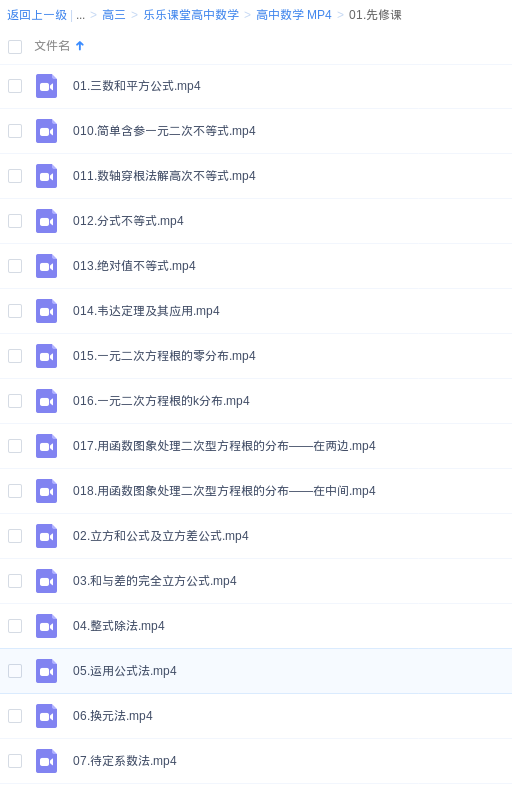 返回上一级 | ... > 高三 > 乐乐课堂高中数学 > 高中数学 MP4 > 01.先修课
文件名
01.三数和平方公式.mp4
010.简单含参一元二次不等式.mp4
011.数轴穿根法解高次不等式.mp4
012.分式不等式.mp4
013.绝对值不等式.mp4
014.韦达定理及其应用.mp4
015.一元二次方程根的零分布.mp4
016.一元二次方程根的k分布.mp4
017.用函数图象处理二次型方程根的分布——在两边.mp4
018.用函数图象处理二次型方程根的分布——在中间.mp4
02.立方和公式及立方差公式.mp4
03.和与差的完全立方公式.mp4
04.整式除法.mp4
05.运用公式法.mp4
06.换元法.mp4
07.待定系数法.mp4